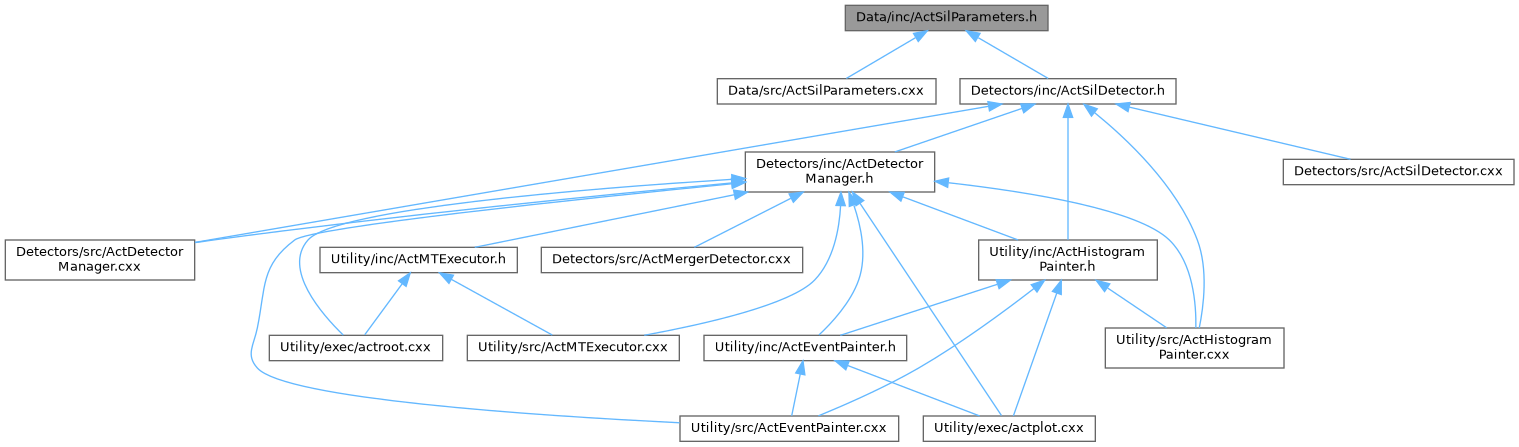 Data/inc/ActSilParameters.h
Data/src/ActSilParameters.cxx
Detectors/inc/ActSilDetector.h
Detectors/inc/ActDetector
Manager.h
Detectors/src/ActSilDetector.cxx
Detectors/src/ActDetector
Manager.cxx
Utility/inc/ActMTExecutor.h
Detectors/src/ActMergerDetector.cxx
Utility/inc/ActHistogram
Painter.h
Utility/exec/actroot.cxx
Utility/src/ActMTExecutor.cxx
Utility/inc/ActEventPainter.h
Utility/src/ActHistogram
Painter.cxx
Utility/src/ActEventPainter.cxx
Utility/exec/actplot.cxx